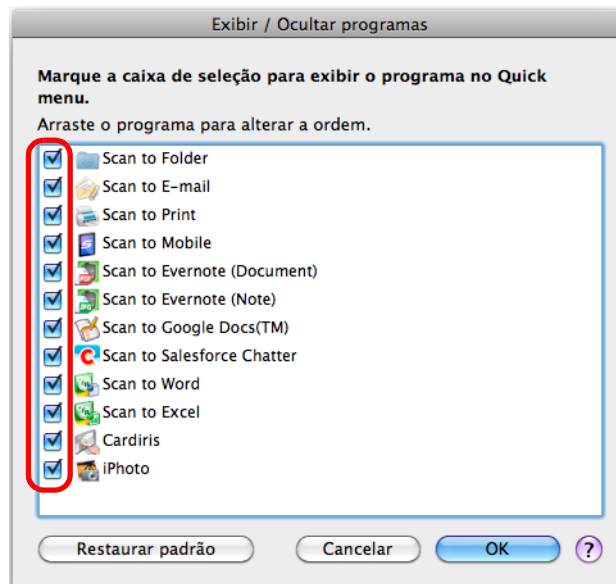 Exibir / Ocultar programas
Marque a caixa de seleção para exibir o programa no Quick
menu.
Arraste o programa para alterar a ordem.
Scan to Folder
Scan to E-mail
Scan to Print
Scan to Mobile
Scan to Evernote (Document)
Scan to Evernote (Note)
Scan to Google Docs(TM)
Scan to Salesforce Chatter
Scan to Word
Scan to Excel
Cardiris
iPhoto
Restaurar padrão
Cancelar
OK
?